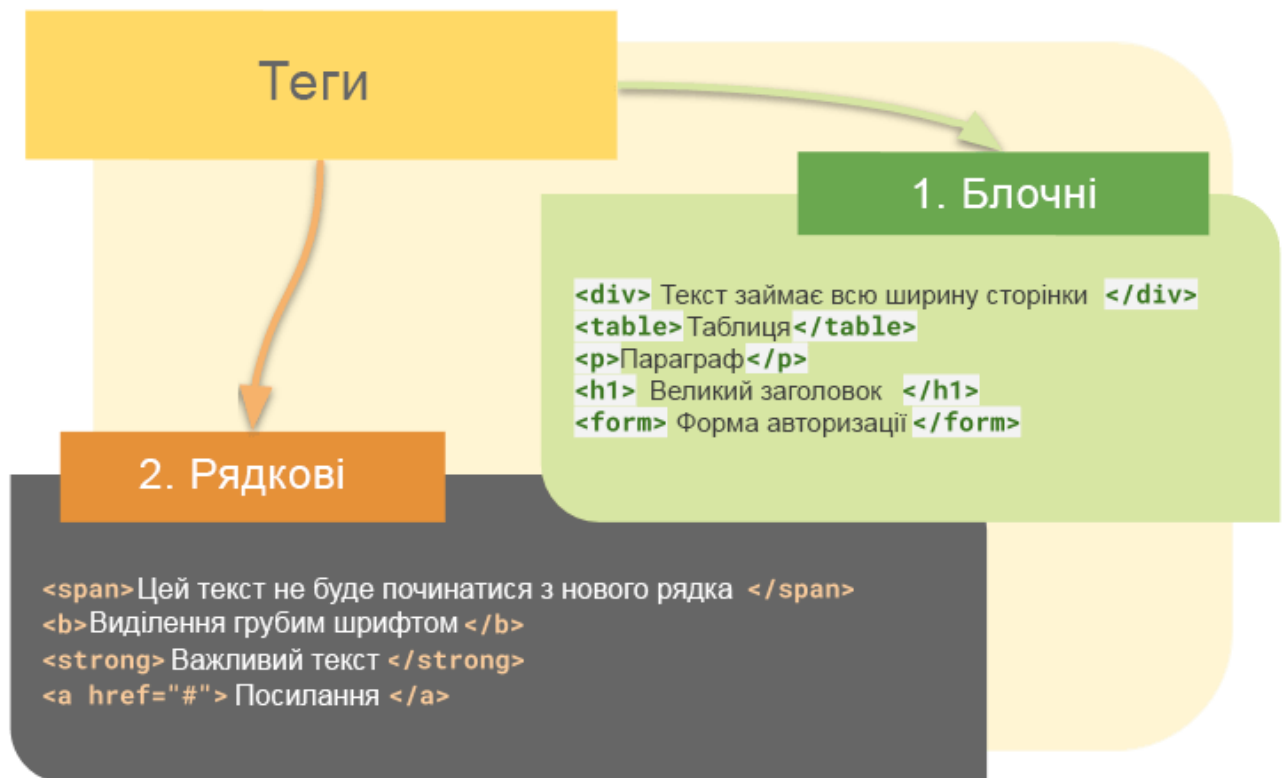 Теги
1. Блочні
<div> Текст займає всю ширину сторінки </div>
<table>Таблиця</table>
<p>Параграф</p>
<h1> Великий заголовок </h1>
<form> Форма авторизації </form>
2. Рядкові
<span>Цей текст не буде починатися з нового рядка </span>
<b>Виділення грубим шрифтом</b>
<strong> Важливий текст </strong>
<a href="#"> Посилання </a>